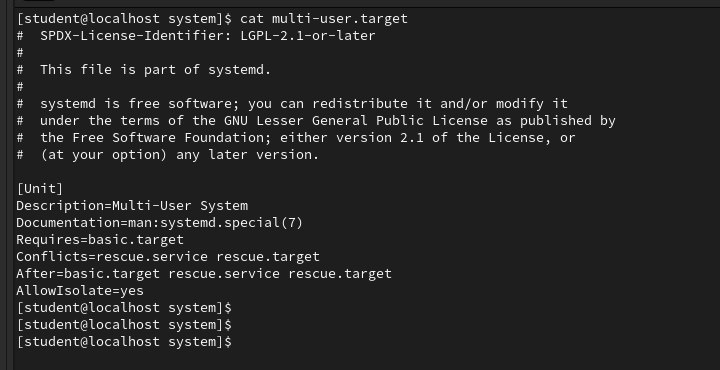 [student@localhost system]$ cat multi-user.target
#  SPDX-License-Identifier: LGPL-2.1-or-later
#
#  This file is part of systemd.
#
#  systemd is free software; you can redistribute it and/or modify it
#  under the terms of the GNU Lesser General Public License as published by
#  the Free Software Foundation; either version 2.1 of the License, or
#  (at your option) any later version.

[Unit]
Description=Multi-User System
Documentation=man:systemd.special(7)
Requires=basic.target
Conflicts=rescue.service rescue.target
After=basic.target rescue.service rescue.target
AllowIsolate=yes
[student@localhost system]$
[student@localhost system]$
[student@localhost system]$